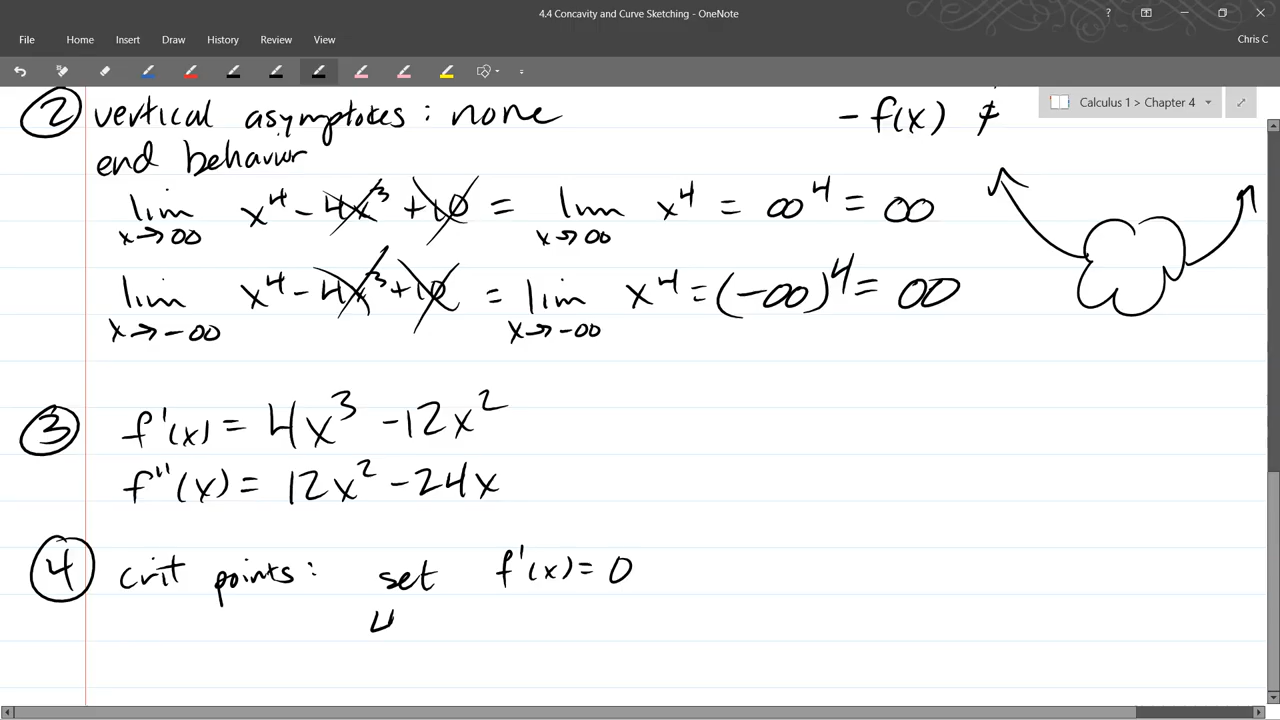 4.4 Concavity and Curve Sketching - OneNote
File Home Insert Draw History Review View
Chris C
Calculus 1 > Chapter 4
② vertical asymptotes : none
- f(x) ≠
end behavior
lim x→∞ x⁴ - 4x³ + 10 = lim x→∞ x⁴ = ∞⁴ = ∞
lim x→-∞ x⁴ - 4x³ + 10 = lim x→-∞ x⁴ = (-∞)⁴ = ∞
③ f'(x) = 4x³ - 12x²
f''(x) = 12x² - 24x
④ crit points : set f'(x) = 0
4